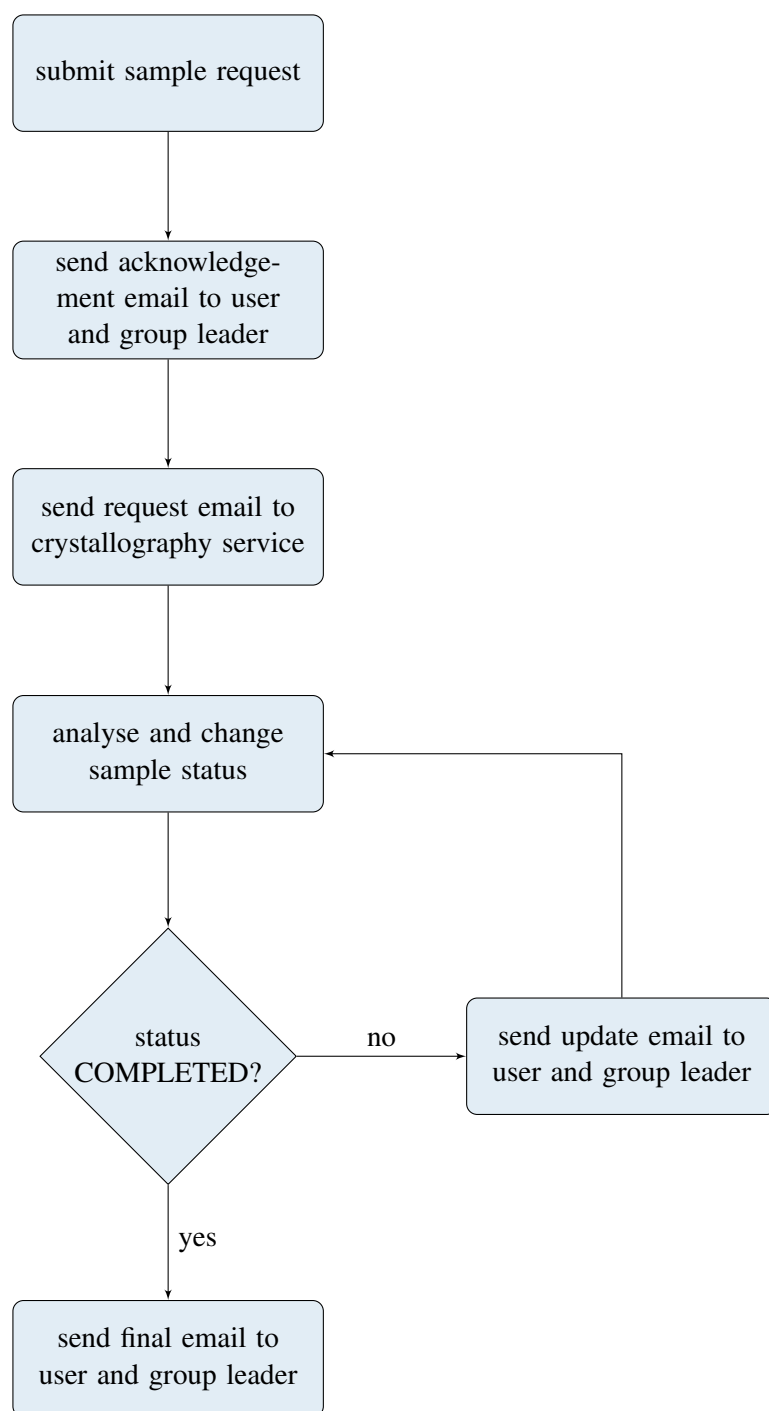 submit sample request
send acknowledge-
ment email to user
and group leader
send request email to
crystallography service
analyse and change
sample status
status
COMPLETED?
no
send update email to
user and group leader
yes
send final email to
user and group leader